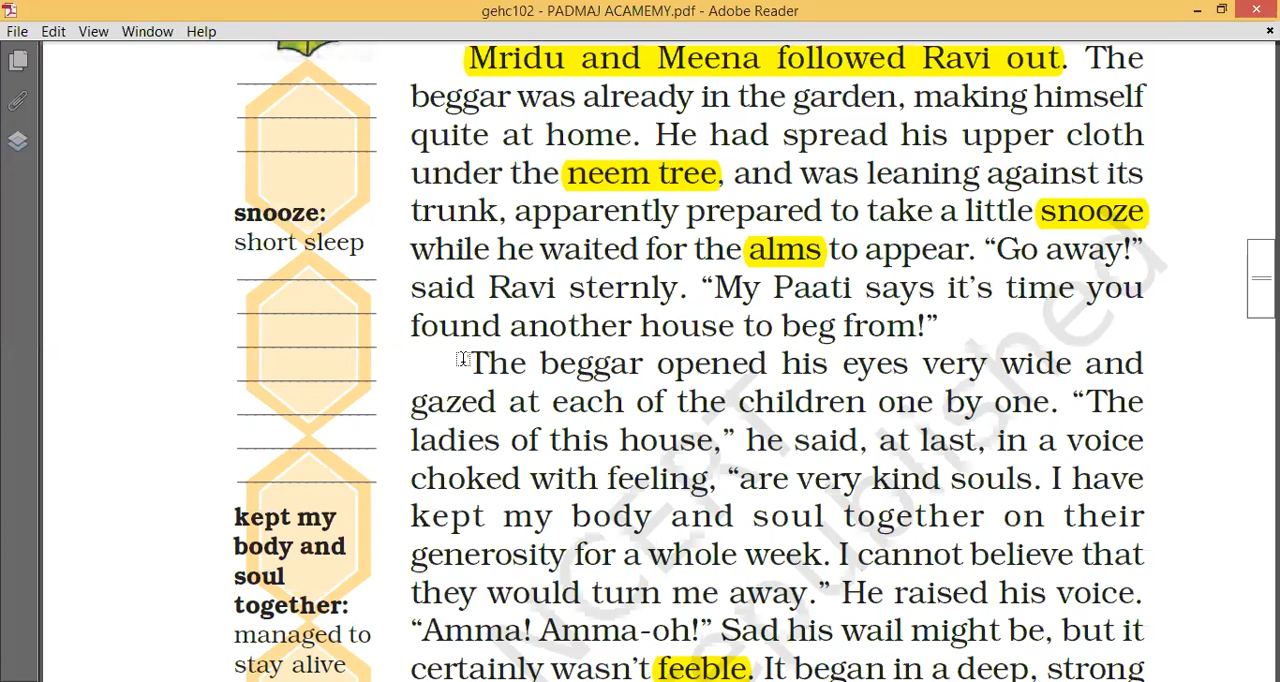 gehc102 - PADMAJ ACAMEMY.pdf - Adobe Reader
File Edit View Window Help
Mridu and Meena followed Ravi out. The
beggar was already in the garden, making himself
quite at home. He had spread his upper cloth
under the neem tree, and was leaning against its
trunk, apparently prepared to take a little snooze
while he waited for the alms to appear. “Go away!”
said Ravi sternly. “My Paati says it’s time you
found another house to beg from!”
The beggar opened his eyes very wide and
gazed at each of the children one by one. “The
ladies of this house,” he said, at last, in a voice
choked with feeling, “are very kind souls. I have
kept my body and soul together on their
generosity for a whole week. I cannot believe that
they would turn me away.” He raised his voice.
“Amma! Amma-oh!” Sad his wail might be, but it
certainly wasn’t feeble. It began in a deep, strong
snooze:
short sleep
kept my
body and
soul
together:
managed to
stay alive
NCERT
republished